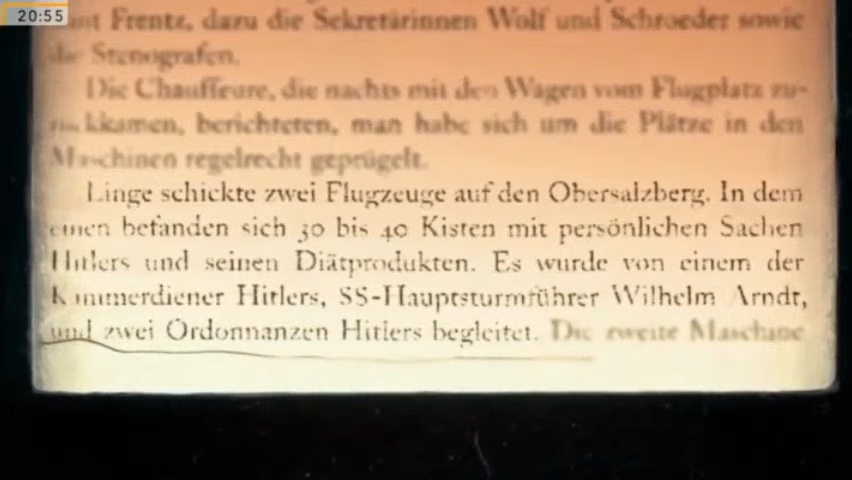 20:55
Frentz, dazu die Sekretärinnen Wolf und Schroeder sowie
die Stenografen.
Die Chauffeure, die nachts mit den Wagen vom Flugplatz zu-
rückkamen, berichteten, man habe sich um die Plätze in den
Maschinen regelrecht geprügelt.
Linge schickte zwei Flugzeuge auf den Obersalzberg. In dem
einen befanden sich 30 bis 40 Kisten mit persönlichen Sachen
Hitlers und seinen Diätprodukten. Es wurde von einem der
Kammerdiener Hitlers, SS-Hauptsturmführer Wilhelm Arndt,
und zwei Ordonnanzen Hitlers begleitet. Die zweite Maschine